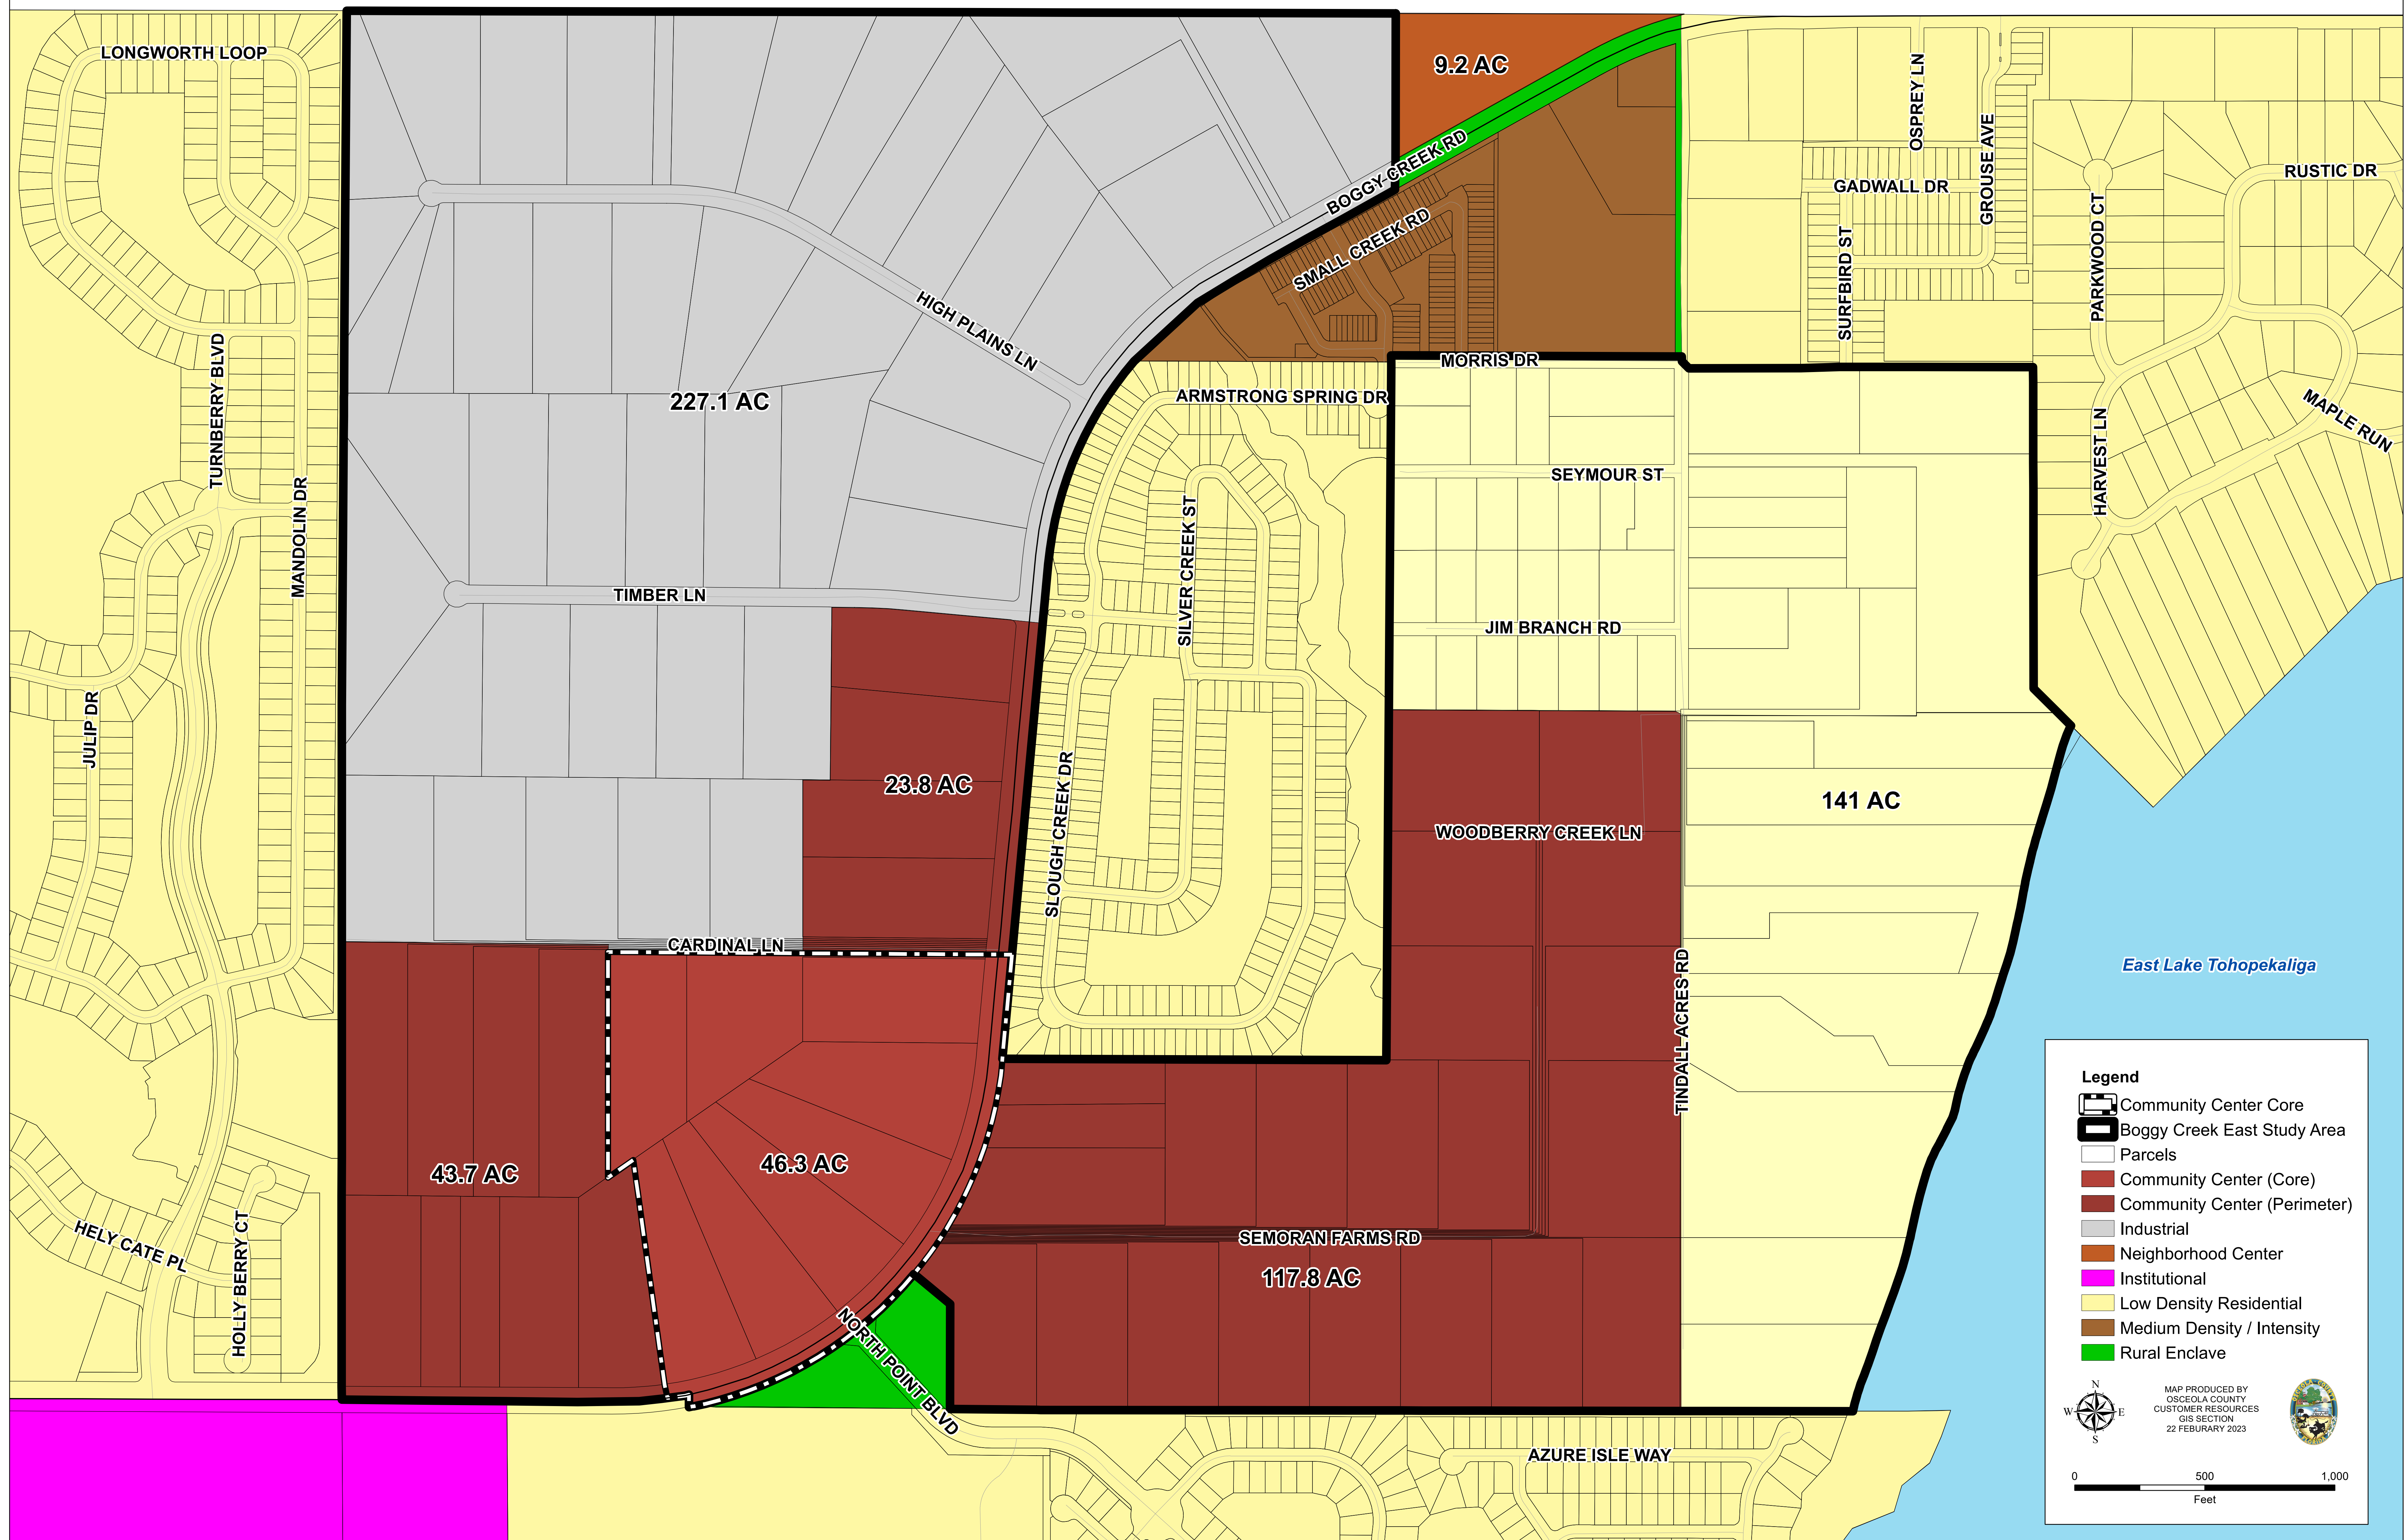 LONGWORTH LOOP
9.2 AC
OSPREY LN
GROUSE AVE
BOGGY CREEK RD
RUSTIC DR
GADWALL DR
SMALL CREEK RD
PARKWOOD CT
SURFBIRD ST
HIGH PLAINS LN
MORRIS DR
TURNBERRY BLVD
227.1 AC
ARMSTRONG SPRING DR
MAPLE RUN
HARVEST LN
SEYMOUR ST
MANDOLIN DR
SILVER CREEK ST
TIMBER LN
JIM BRANCH RD
JULIP DR
23.8 AC
141 AC
SLOUGH CREEK DR
WOODBERRY CREEK LN
CARDINAL LN
East Lake Tohopekaliga
TINDALL ACRES RD
43.7 AC
46.3 AC
HELY CATE PL
HOLLY BERRY CT
SEMORAN FARMS RD
117.8 AC
NORTH POINT BLVD
AZURE ISLE WAY
Legend
Community Center Core
Boggy Creek East Study Area
Parcels
Community Center (Core)
Community Center (Perimeter)
Industrial
Neighborhood Center
Institutional
Low Density Residential
Medium Density / Intensity
Rural Enclave
N
W
E
S
MAP PRODUCED BY
OSCEOLA COUNTY
CUSTOMER RESOURCES
GIS SECTION
22 FEBURARY 2023
0 500 1,000
Feet